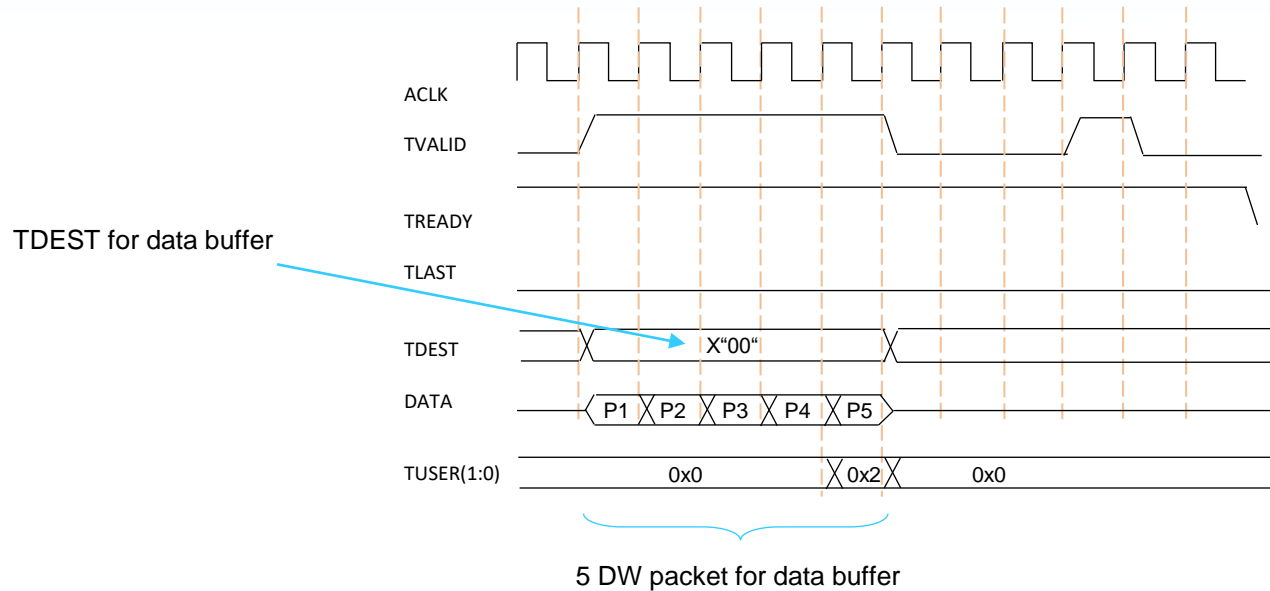 ACLK
TVALID
TREADY
TDEST for data buffer
TLAST
TDEST
X“00“
DATA
P1 P2 P3 P4 P5
TUSER(1:0)
0x0 0x2 0x0
5 DW packet for data buffer